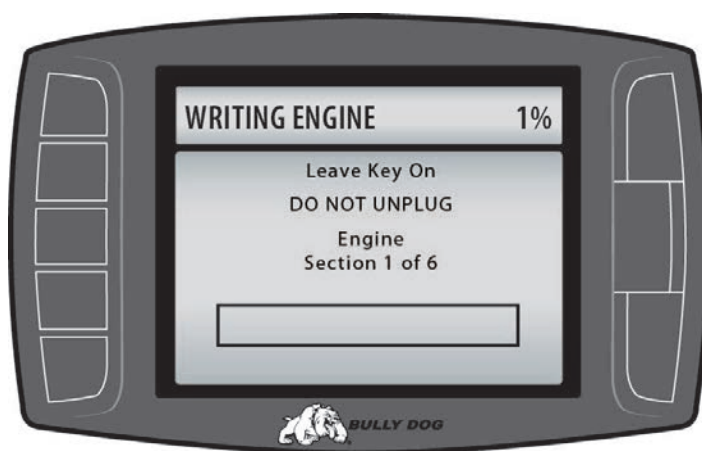 WRITING ENGINE 1%
Leave Key On
DO NOT UNPLUG
Engine
Section 1 of 6
BULLY DOG